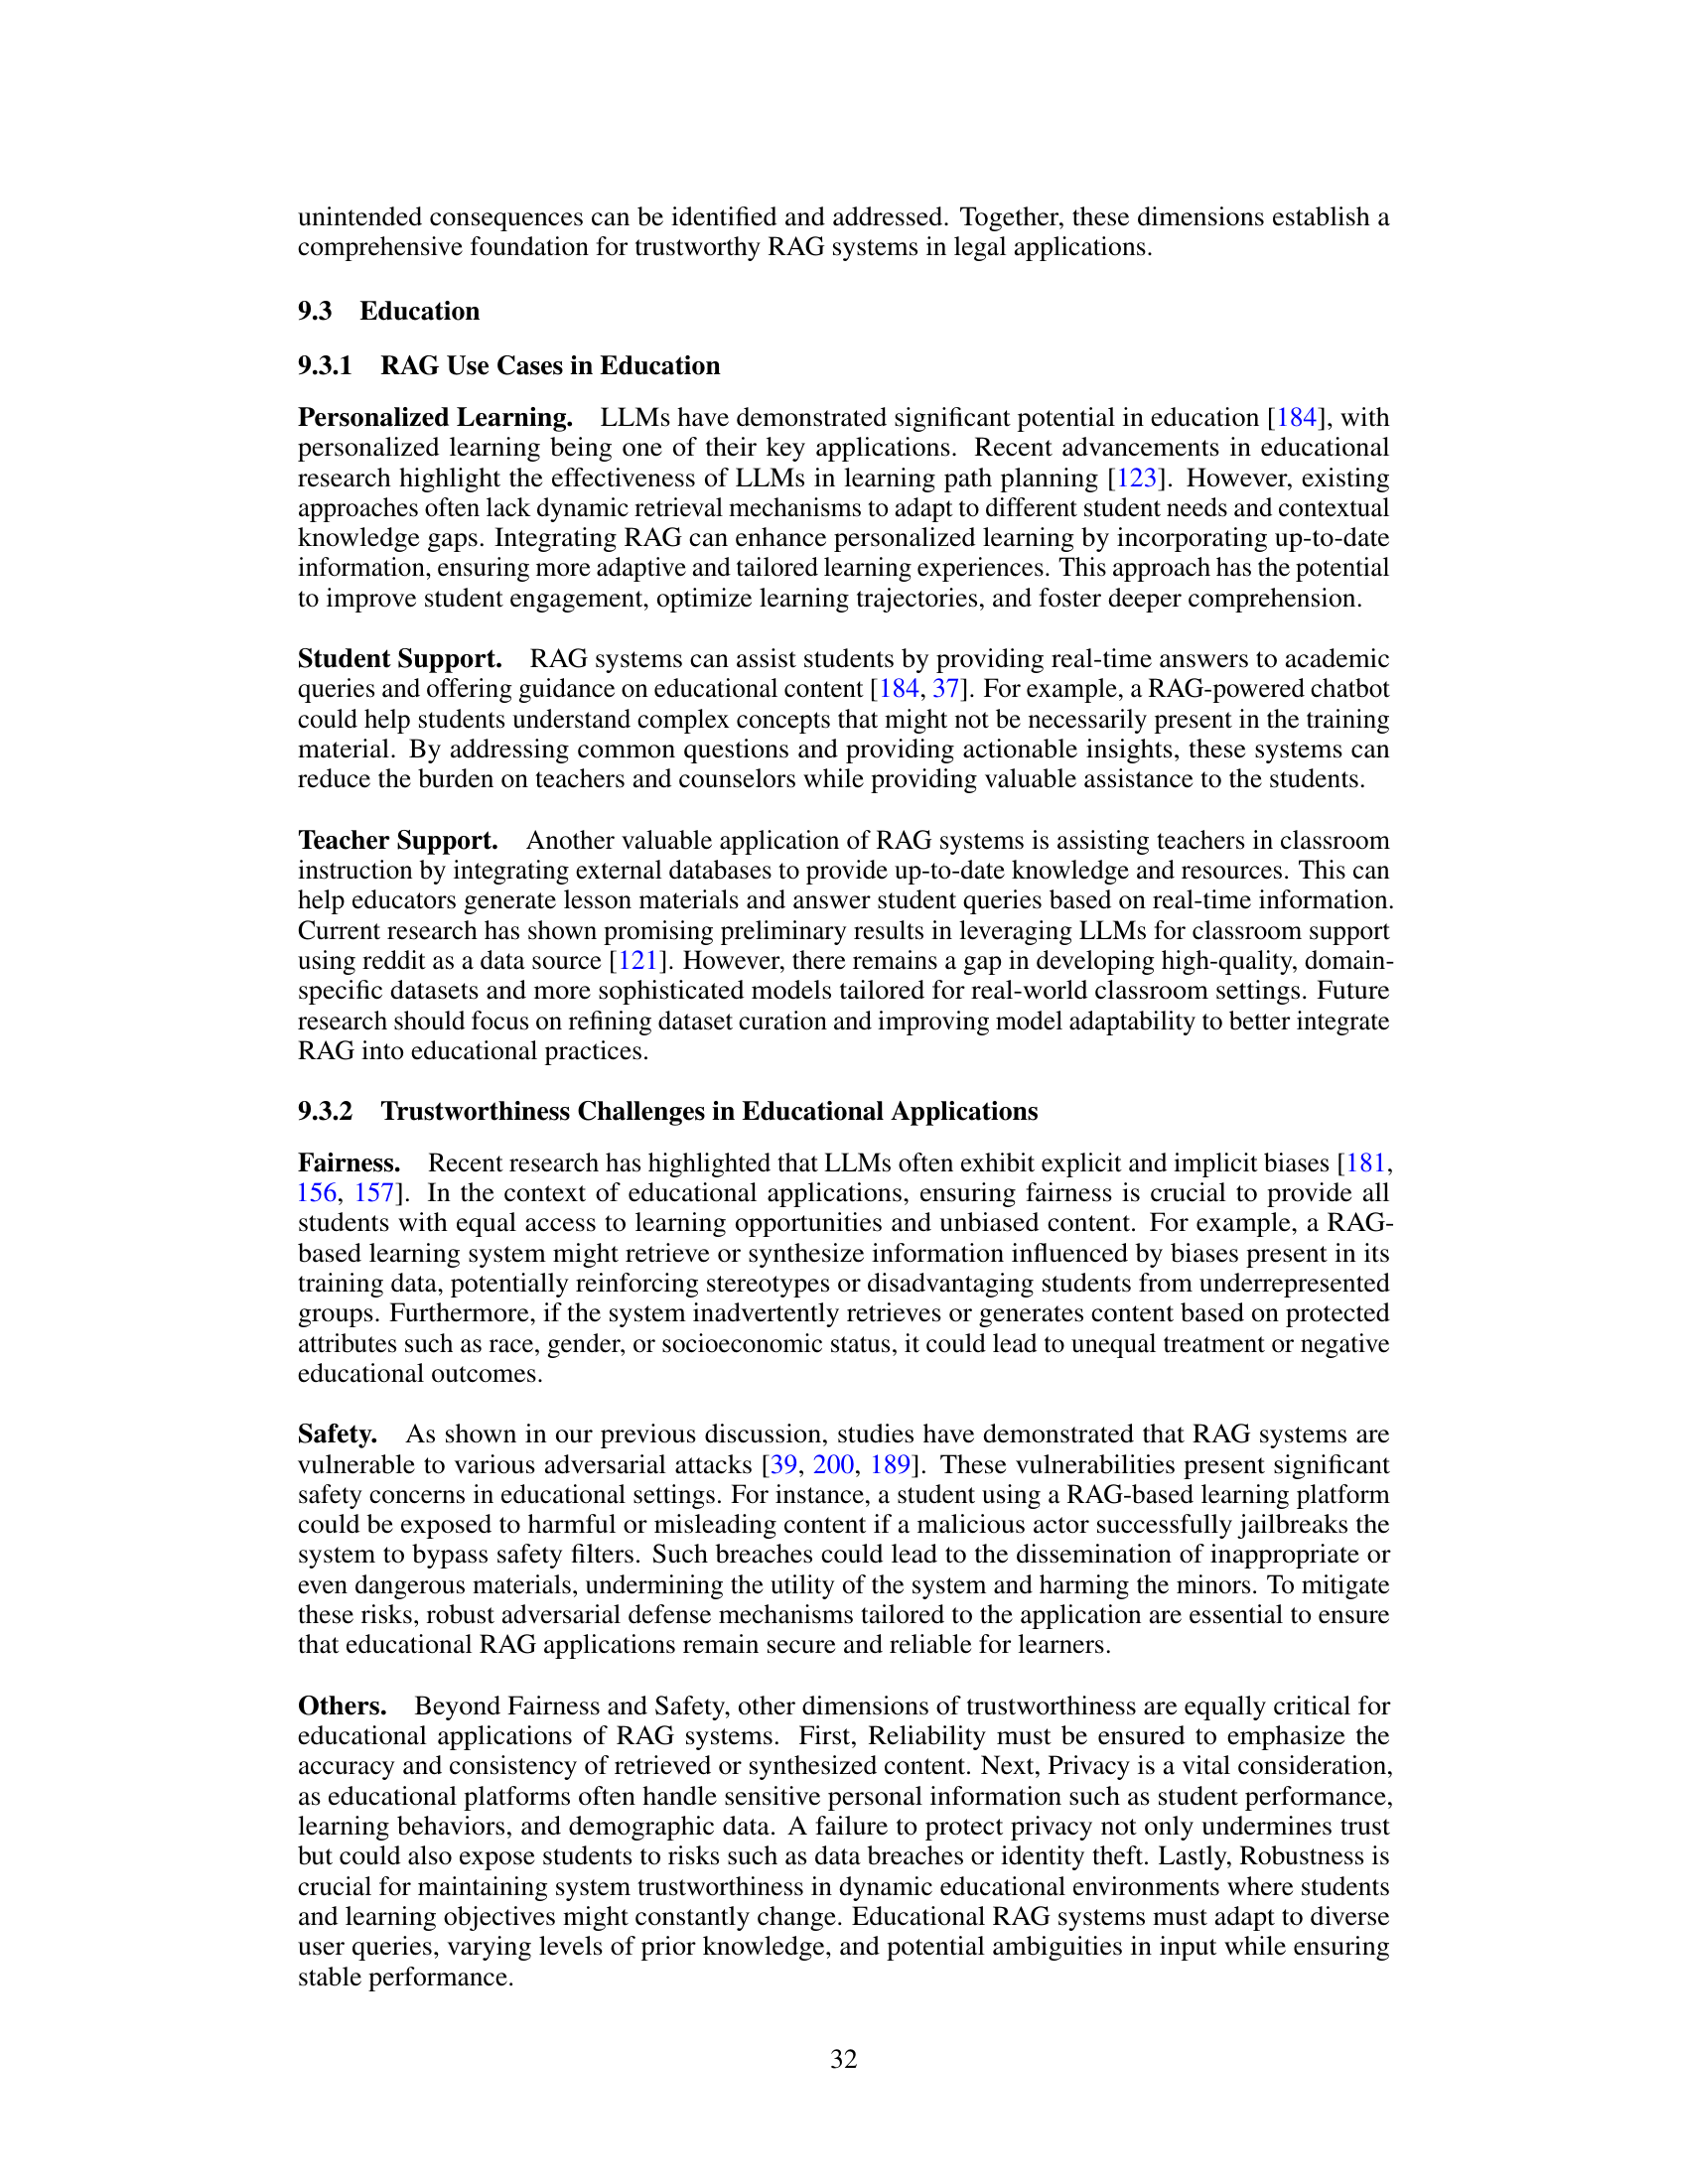 unintended consequences can be identified and addressed. Together, these dimensions establish a
comprehensive foundation for trustworthy RAG systems in legal applications.
9.3 Education
9.3.1 RAG Use Cases in Education
Personalized Learning. LLMs have demonstrated significant potential in education [184], with
personalized learning being one of their key applications. Recent advancements in educational
research highlight the effectiveness of LLMs in learning path planning [123]. However, existing
approaches often lack dynamic retrieval mechanisms to adapt to different student needs and contextual
knowledge gaps. Integrating RAG can enhance personalized learning by incorporating up-to-date
information, ensuring more adaptive and tailored learning experiences. This approach has the potential
to improve student engagement, optimize learning trajectories, and foster deeper comprehension.
Student Support. RAG systems can assist students by providing real-time answers to academic
queries and offering guidance on educational content [184, 37]. For example, a RAG-powered chatbot
could help students understand complex concepts that might not be necessarily present in the training
material. By addressing common questions and providing actionable insights, these systems can
reduce the burden on teachers and counselors while providing valuable assistance to the students.
Teacher Support. Another valuable application of RAG systems is assisting teachers in classroom
instruction by integrating external databases to provide up-to-date knowledge and resources. This can
help educators generate lesson materials and answer student queries based on real-time information.
Current research has shown promising preliminary results in leveraging LLMs for classroom support
using reddit as a data source [121]. However, there remains a gap in developing high-quality, domain-
specific datasets and more sophisticated models tailored for real-world classroom settings. Future
research should focus on refining dataset curation and improving model adaptability to better integrate
RAG into educational practices.
9.3.2 Trustworthiness Challenges in Educational Applications
Fairness. Recent research has highlighted that LLMs often exhibit explicit and implicit biases [181,
156, 157]. In the context of educational applications, ensuring fairness is crucial to provide all
students with equal access to learning opportunities and unbiased content. For example, a RAG-
based learning system might retrieve or synthesize information influenced by biases present in its
training data, potentially reinforcing stereotypes or disadvantaging students from underrepresented
groups. Furthermore, if the system inadvertently retrieves or generates content based on protected
attributes such as race, gender, or socioeconomic status, it could lead to unequal treatment or negative
educational outcomes.
Safety. As shown in our previous discussion, studies have demonstrated that RAG systems are
vulnerable to various adversarial attacks [39, 200, 189]. These vulnerabilities present significant
safety concerns in educational settings. For instance, a student using a RAG-based learning platform
could be exposed to harmful or misleading content if a malicious actor successfully jailbreaks the
system to bypass safety filters. Such breaches could lead to the dissemination of inappropriate or
even dangerous materials, undermining the utility of the system and harming the minors. To mitigate
these risks, robust adversarial defense mechanisms tailored to the application are essential to ensure
that educational RAG applications remain secure and reliable for learners.
Others. Beyond Fairness and Safety, other dimensions of trustworthiness are equally critical for
educational applications of RAG systems. First, Reliability must be ensured to emphasize the
accuracy and consistency of retrieved or synthesized content. Next, Privacy is a vital consideration,
as educational platforms often handle sensitive personal information such as student performance,
learning behaviors, and demographic data. A failure to protect privacy not only undermines trust
but could also expose students to risks such as data breaches or identity theft. Lastly, Robustness is
crucial for maintaining system trustworthiness in dynamic educational environments where students
and learning objectives might constantly change. Educational RAG systems must adapt to diverse
user queries, varying levels of prior knowledge, and potential ambiguities in input while ensuring
stable performance.
32